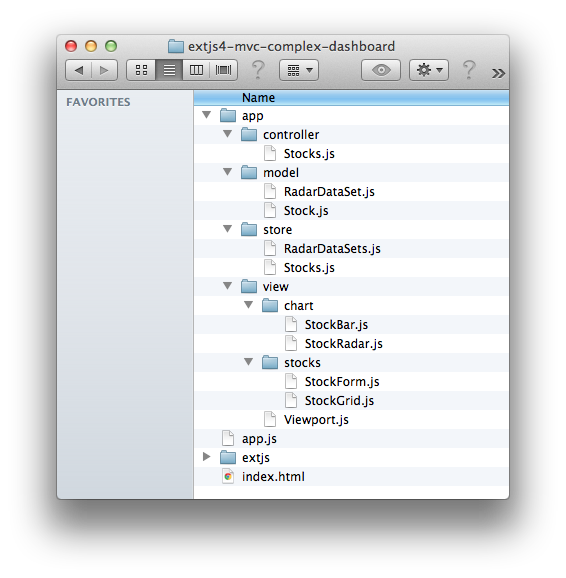 extjs4-mvc-complex-dashboard
FAVORITES
Name
app
controller
Stocks.js
model
RadarDataSet.js
Stock.js
store
RadarDataSets.js
Stocks.js
view
chart
StockBar.js
StockRadar.js
stocks
StockForm.js
StockGrid.js
Viewport.js
app.js
extjs
index.html